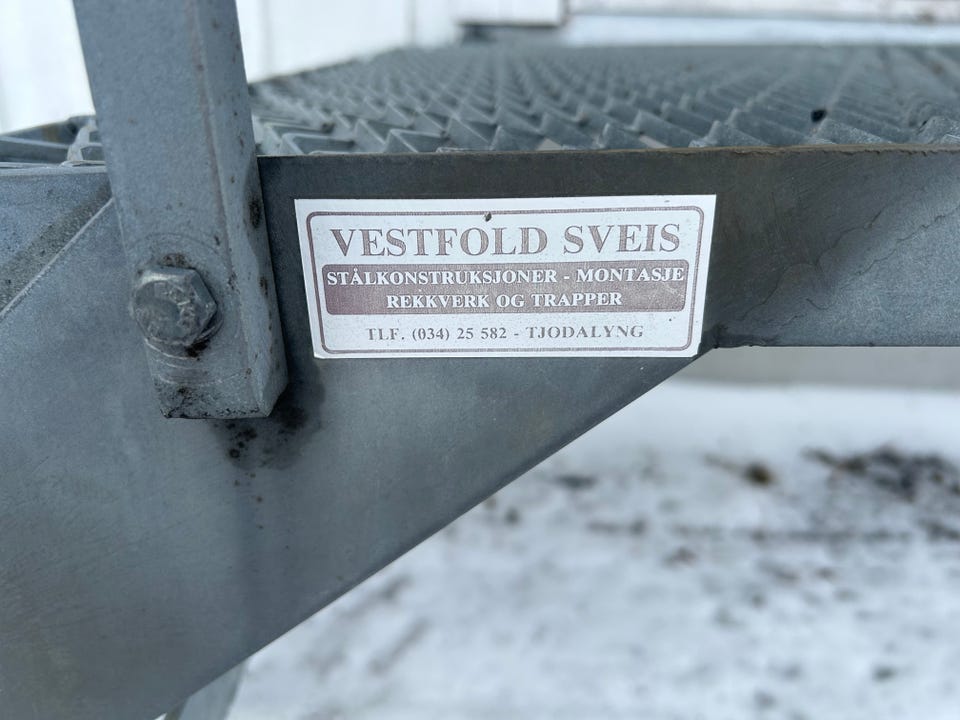 VESTFOLD SVEIS
STÅLKONSTRUKSJONER - MONTASJE
REKKVERK OG TRAPPER
TLF. (034) 25 582 - TJODALYNG